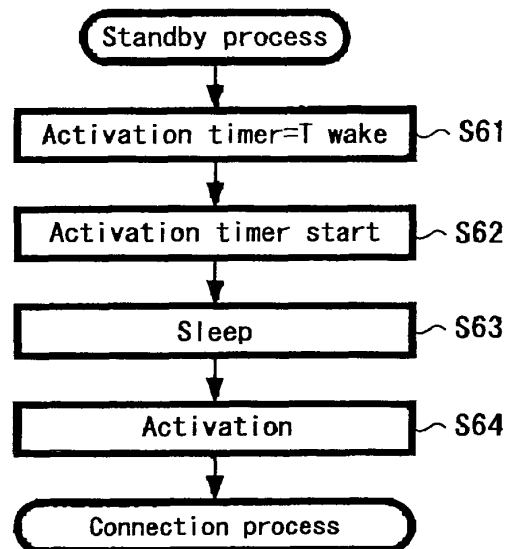 Standby process
Activation timer=T wake
S61
Activation timer start
S62
Sleep
S63
Activation
S64
Connection process